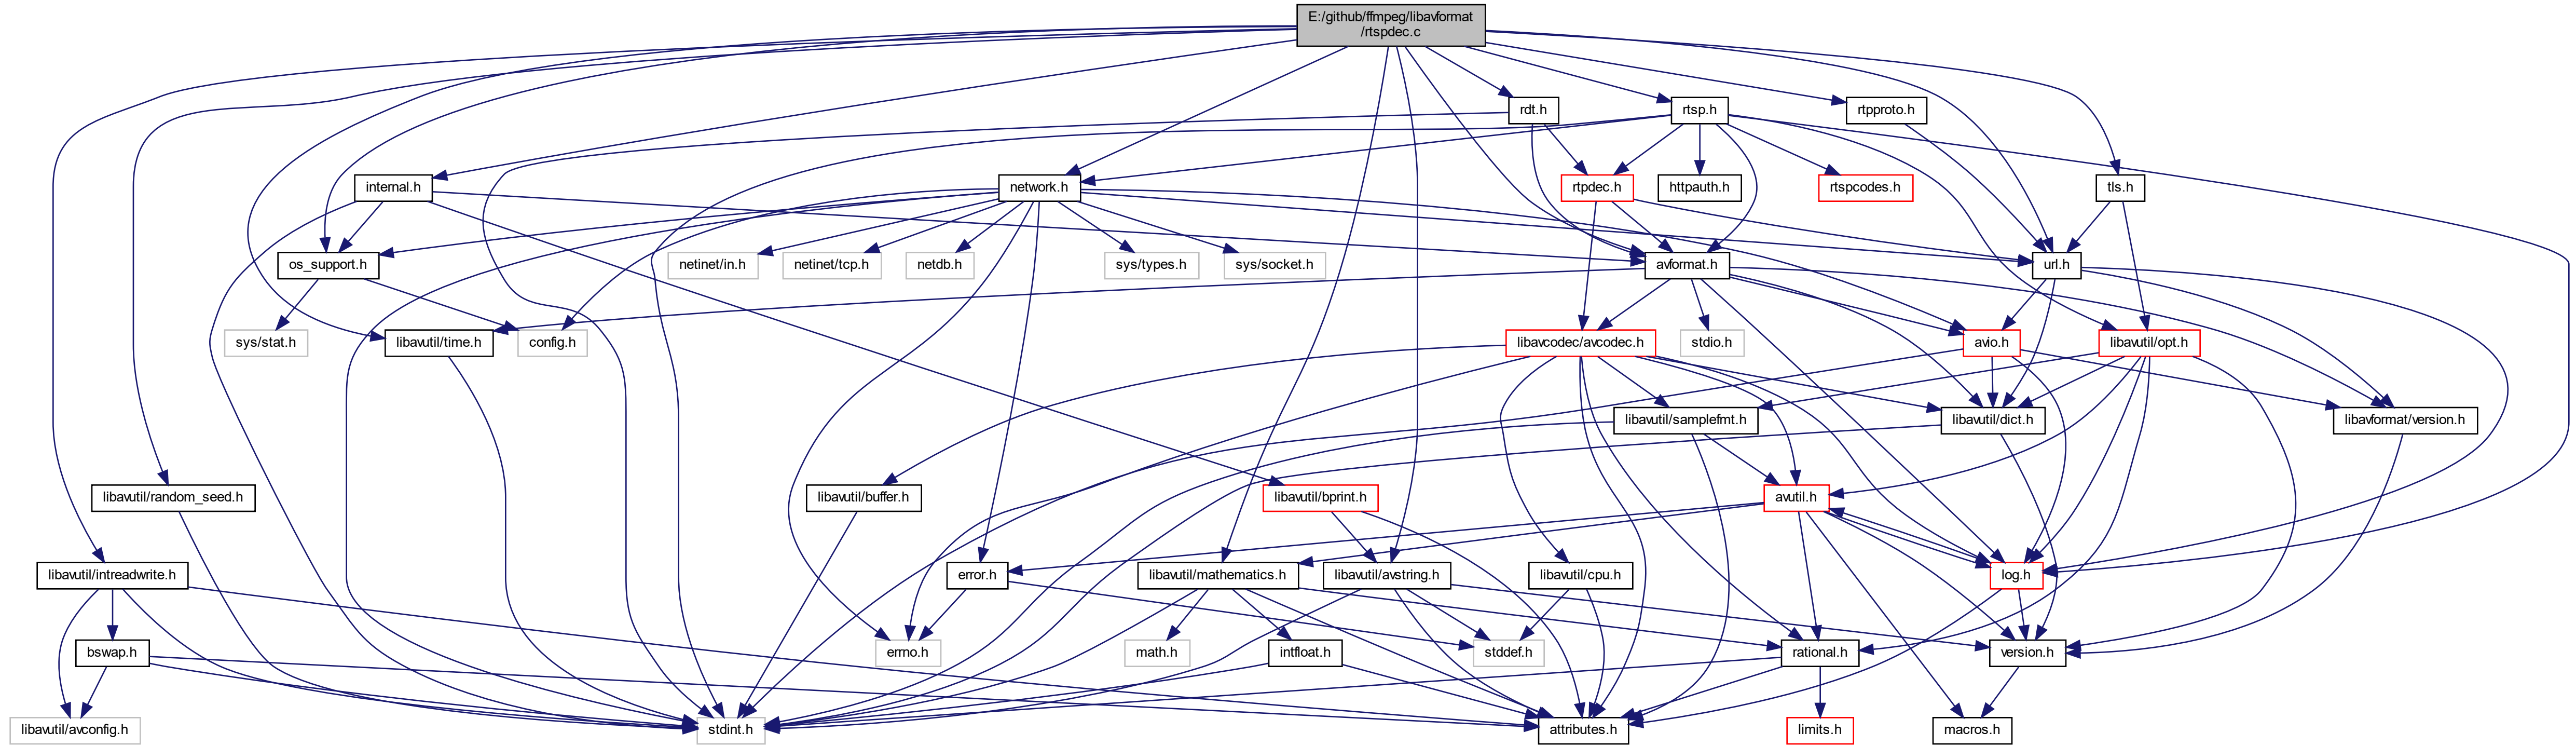 E:/github/ffmpeg/libavformat
/rtspdec.c
rdt.h
rtsp.h
rtpproto.h
internal.h
network.h
rtpdec.h
httpauth.h
rtspcodes.h
tls.h
os_support.h
netinet/in.h
netinet/tcp.h
netdb.h
sys/types.h
sys/socket.h
avformat.h
url.h
sys/stat.h
libavutil/time.h
config.h
libavcodec/avcodec.h
stdio.h
avio.h
libavutil/opt.h
libavutil/samplefmt.h
libavutil/dict.h
libavformat/version.h
libavutil/random_seed.h
libavutil/buffer.h
libavutil/bprint.h
avutil.h
libavutil/intreadwrite.h
error.h
libavutil/mathematics.h
libavutil/avstring.h
libavutil/cpu.h
log.h
bswap.h
errno.h
math.h
intfloat.h
stddef.h
rational.h
version.h
libavutil/avconfig.h
stdint.h
attributes.h
limits.h
macros.h